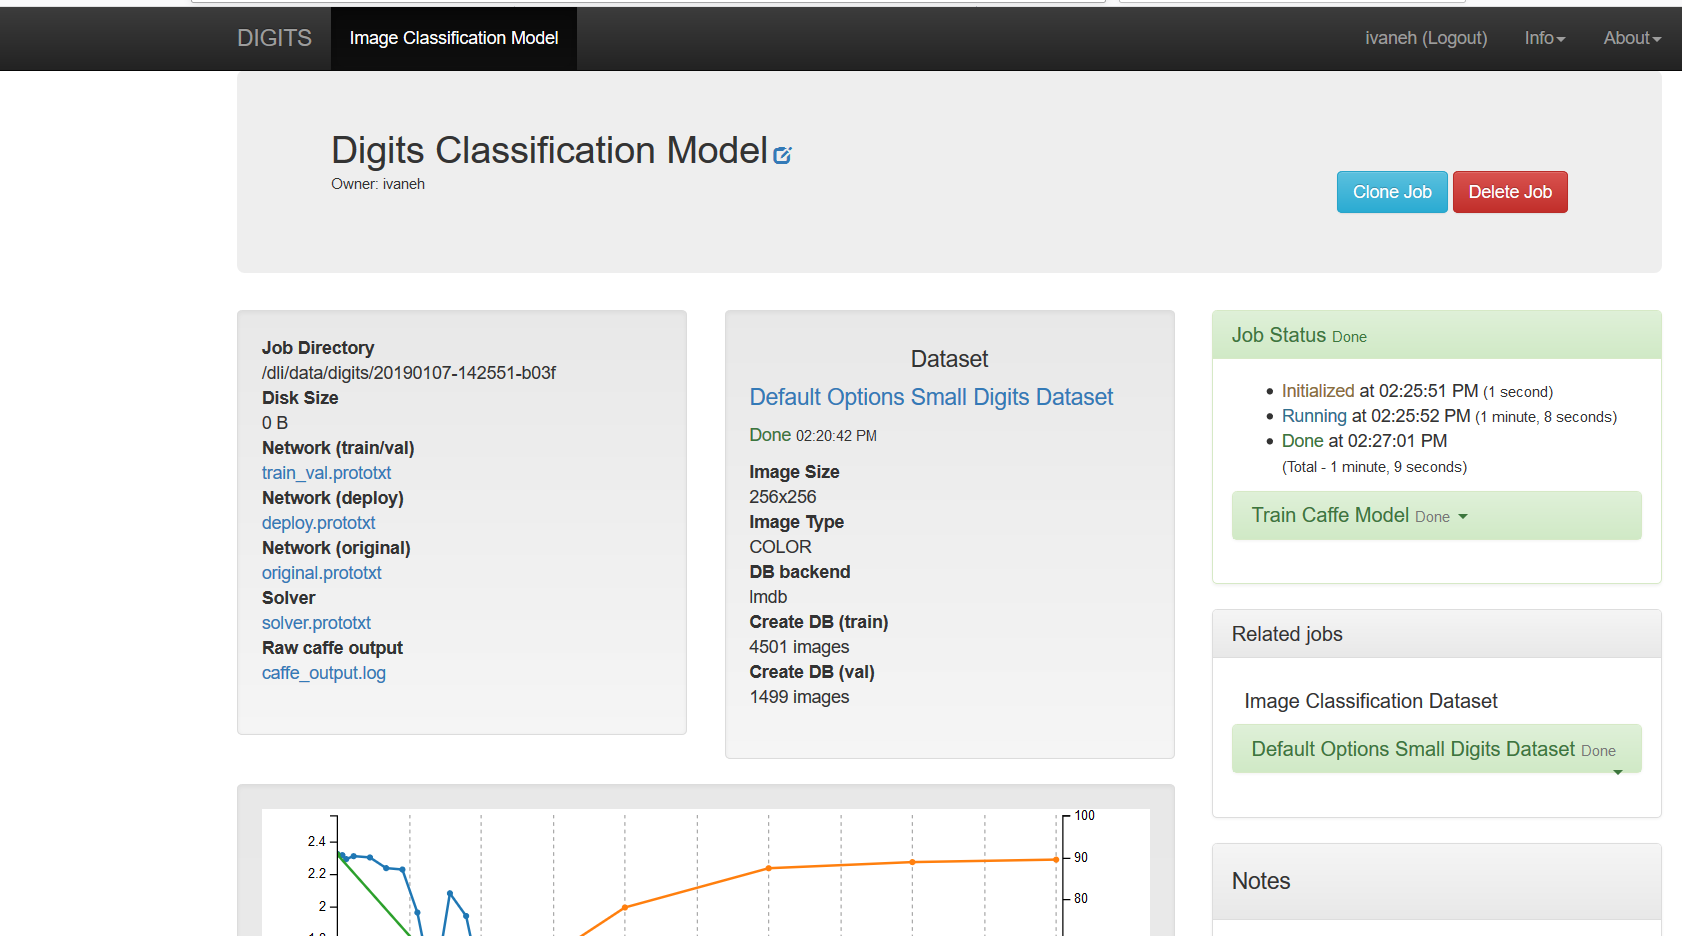 DIGITS
Image Classification Model
ivaneh (Logout)
Info
About
Digits Classification Model
Owner: ivaneh
Clone Job
Delete Job
Job Directory
/dli/data/digits/20190107-142551-b03f
Disk Size
0 B
Network (train/val)
train_val.prototxt
Network (deploy)
deploy.prototxt
Network (original)
original.prototxt
Solver
solver.prototxt
Raw caffe output
caffe_output.log
Dataset
Default Options Small Digits Dataset
Done 02:20:42 PM
Image Size
256x256
Image Type
COLOR
DB backend
lmdb
Create DB (train)
4501 images
Create DB (val)
1499 images
Job Status Done
Initialized at 02:25:51 PM (1 second)
Running at 02:25:52 PM (1 minute, 8 seconds)
Done at 02:27:01 PM
(Total - 1 minute, 9 seconds)
Train Caffe Model Done
Related jobs
Image Classification Dataset
Default Options Small Digits Dataset Done
Notes
2.4
2.2
2
100
90
80